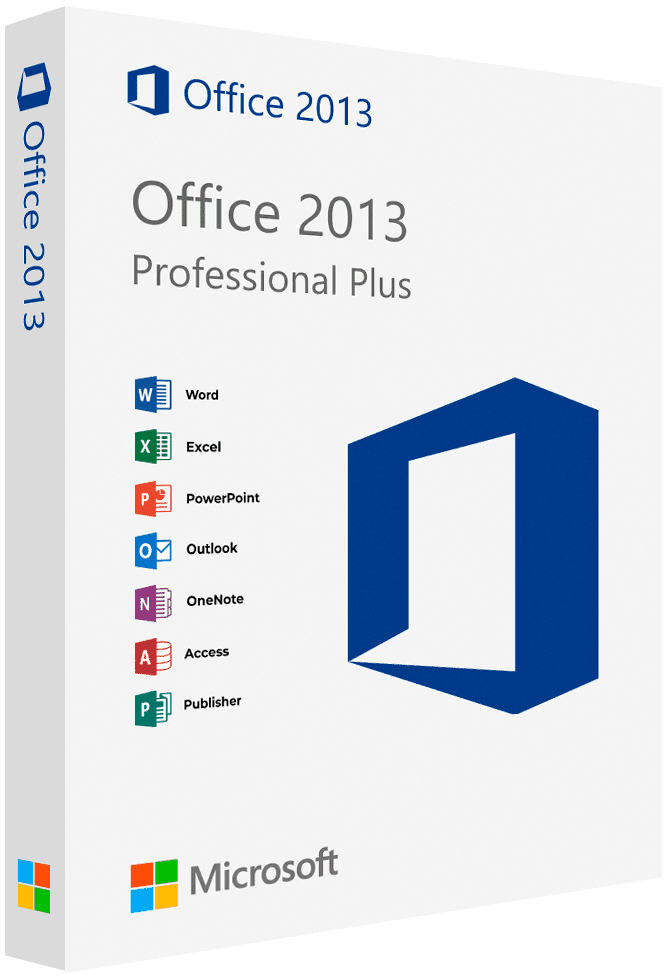 Office 2013
Office 2013
Office 2013
Professional Plus
W Word
X Excel
P PowerPoint
O Outlook
N OneNote
A Access
P Publisher
Microsoft